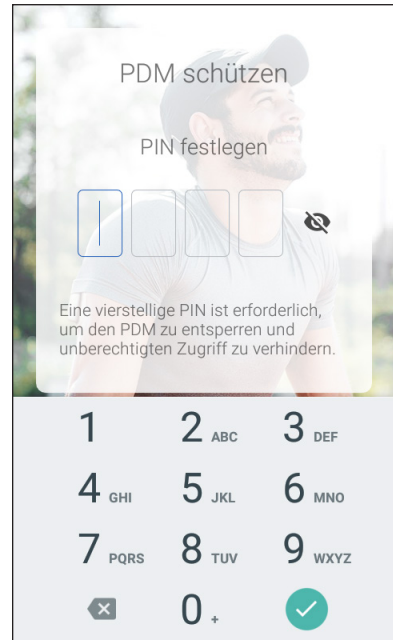 PDM schützen
PIN festlegen
Eine vierstellige PIN ist erforderlich,
um den PDM zu entsperren und
unberechtigten Zugriff zu verhindern.
1 2 ABC 3 DEF
4 GHI 5 JKL 6 MNO
7 PQRS 8 TUV 9 WXYZ
0 +